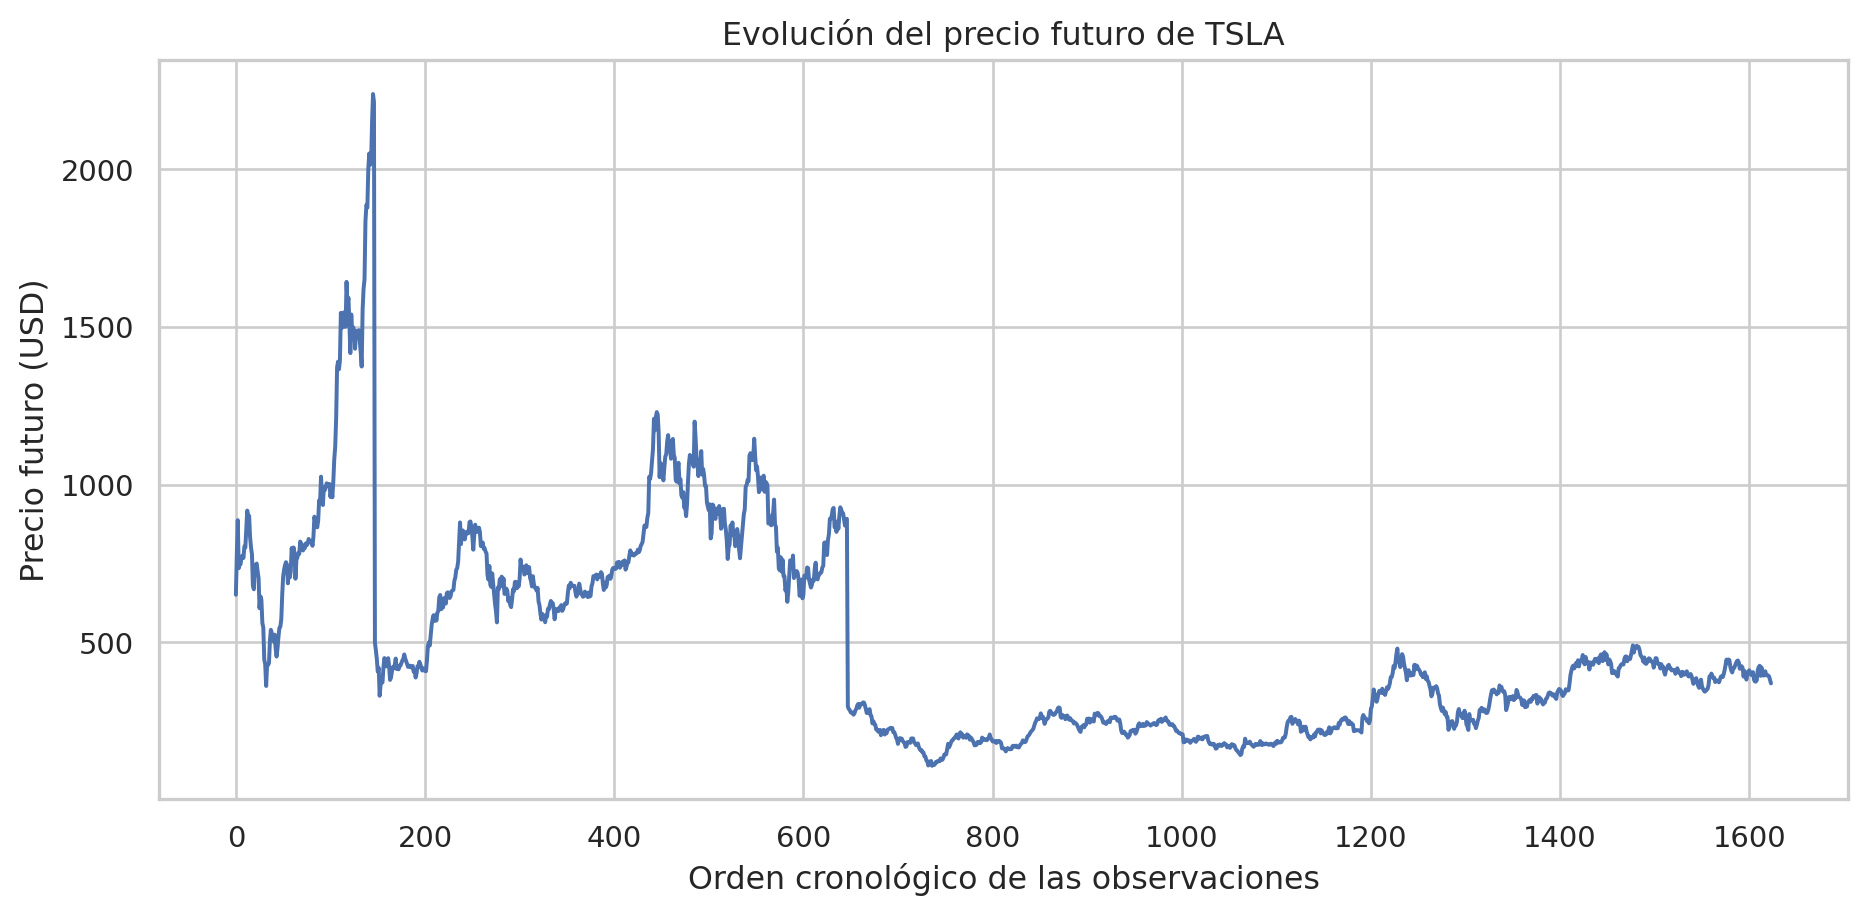 Evolución del precio futuro de TSLA
Precio futuro (USD)
2000
1500
1000
500
0 200 400 600 800 1000 1200 1400 1600
Orden cronológico de las observaciones